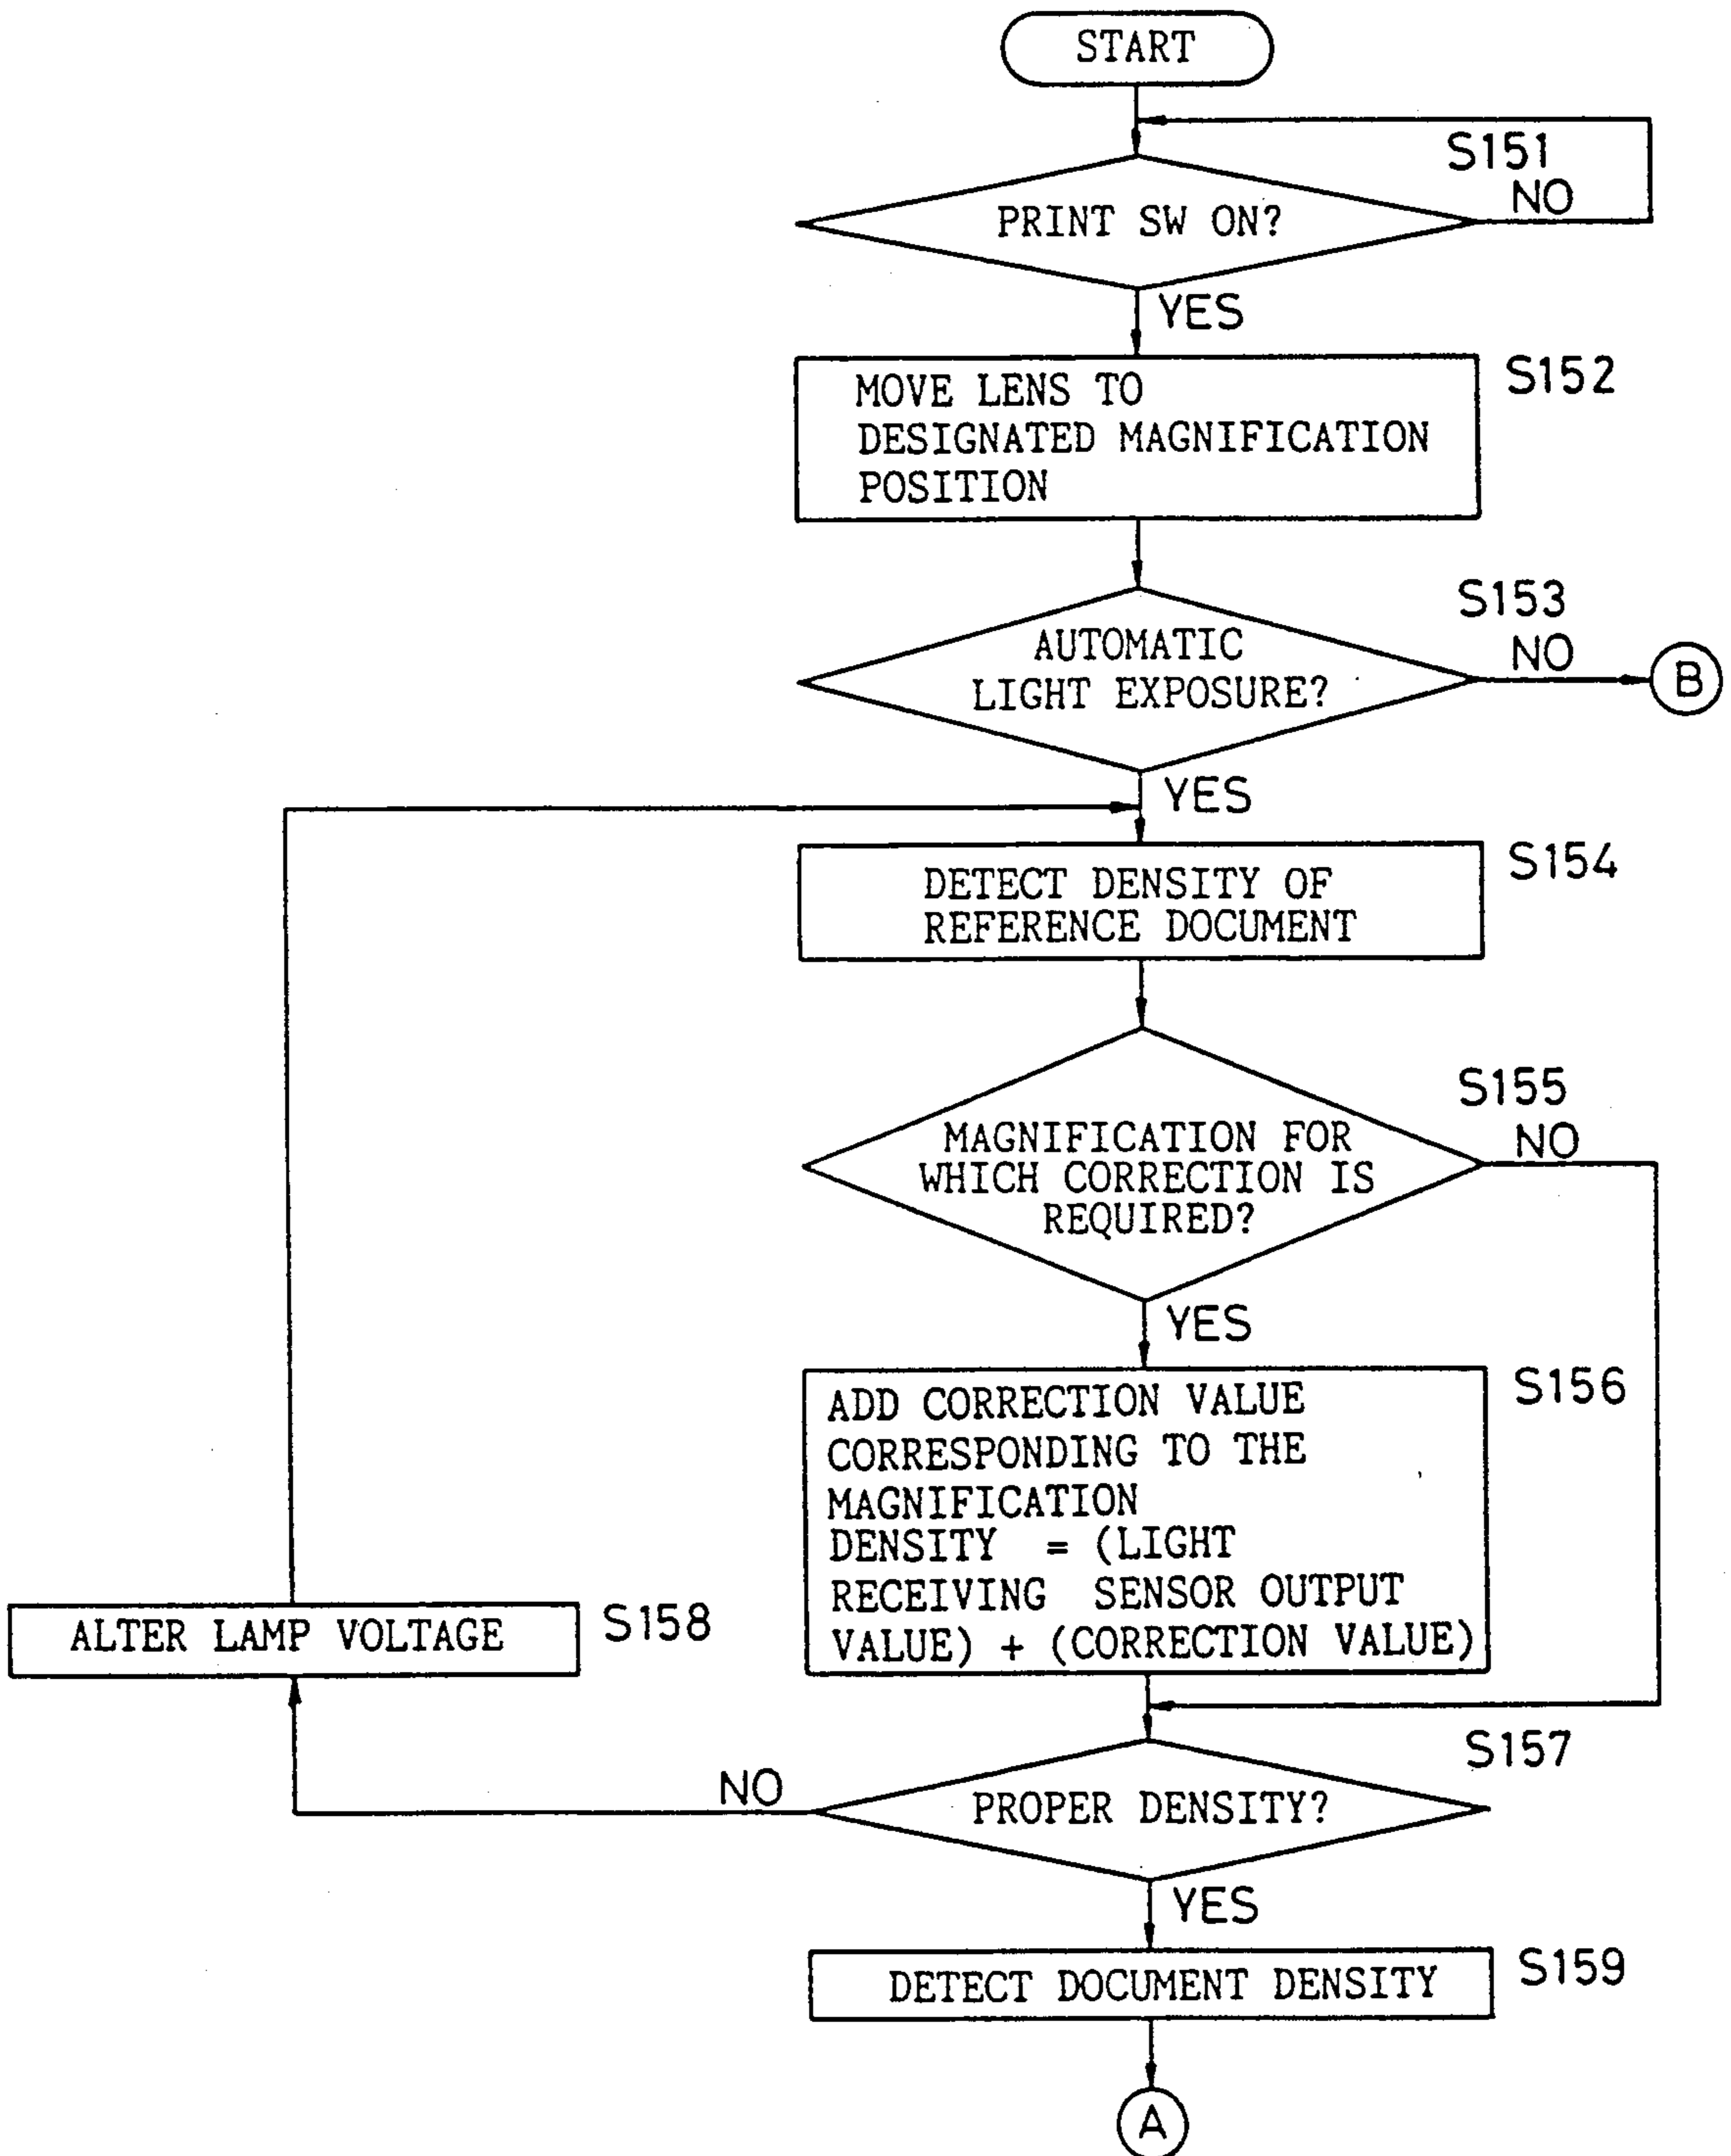 START
S151
NO
PRINT SW ON?
YES
S152
MOVE LENS TO
DESIGNATED MAGNIFICATION
POSITION
S153
NO
AUTOMATIC
LIGHT EXPOSURE?
B
YES
S154
DETECT DENSITY OF
REFERENCE DOCUMENT
S155
NO
MAGNIFICATION FOR
WHICH CORRECTION IS
REQUIRED?
YES
S156
ADD CORRECTION VALUE
CORRESPONDING TO THE
MAGNIFICATION
DENSITY = (LIGHT
RECEIVING SENSOR OUTPUT
VALUE) + (CORRECTION VALUE)
ALTER LAMP VOLTAGE
S158
S157
NO
PROPER DENSITY?
YES
S159
DETECT DOCUMENT DENSITY
A